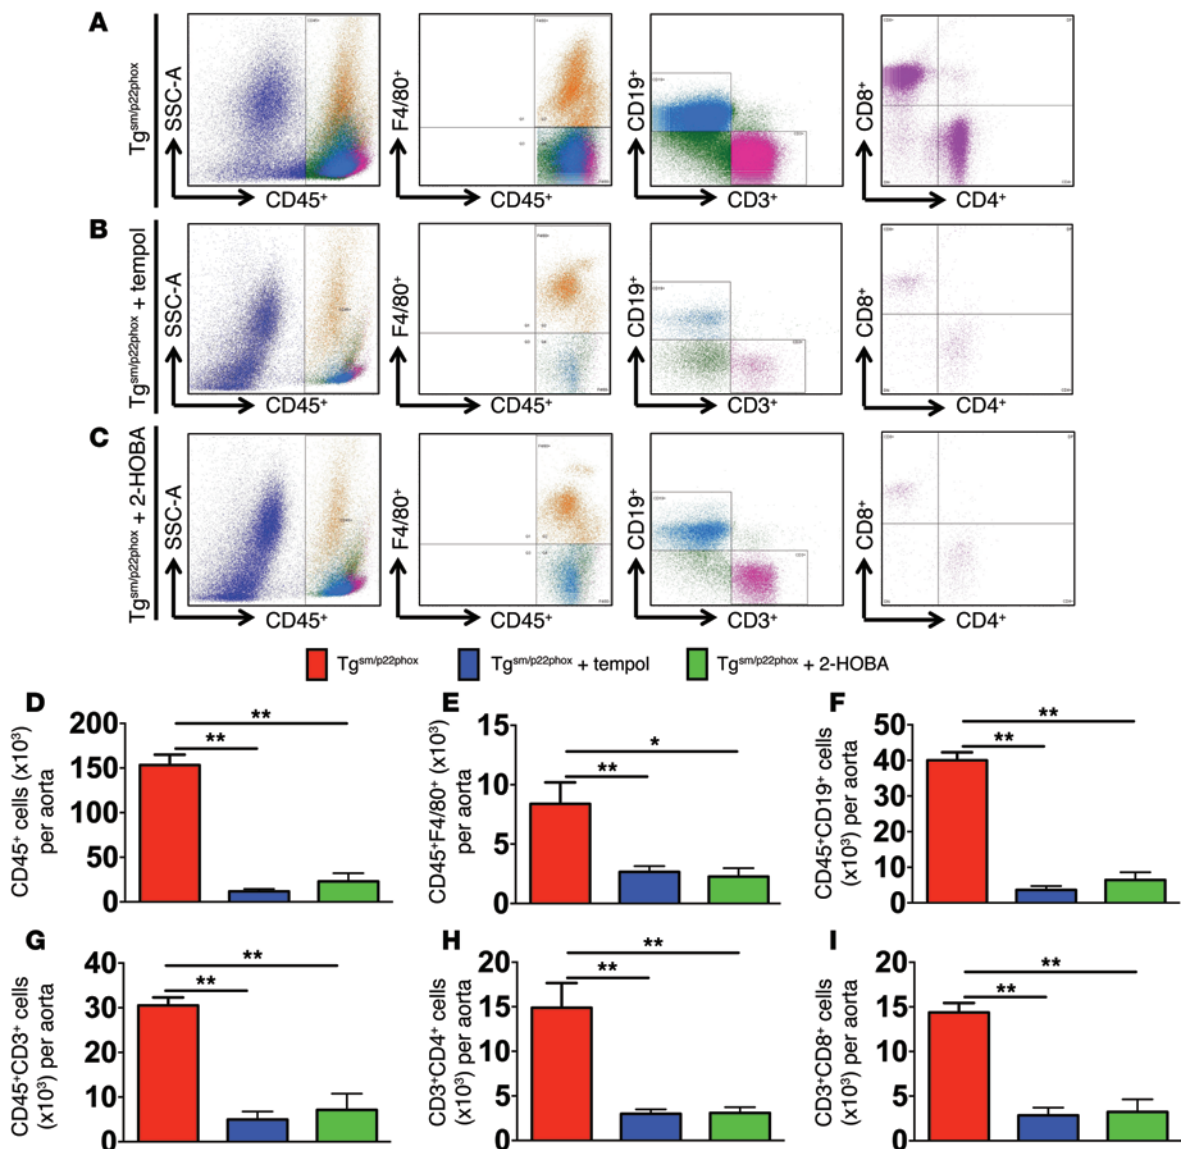 A
Tgsm/p22phox
SSC-A
CD45+
F4/80+
CD45+
CD19+
CD3+
CD8+
CD4+
B
Tgsm/p22phox + tempol
SSC-A
CD45+
F4/80+
CD45+
CD19+
CD3+
CD8+
CD4+
C
Tgsm/p22phox + 2-HOBA
SSC-A
CD45+
F4/80+
CD45+
CD19+
CD3+
CD8+
CD4+
Tgsm/p22phox
Tgsm/p22phox + tempol
Tgsm/p22phox + 2-HOBA
D
CD45+ cells (x10³)
per aorta
200
150
100
50
0
**
**
E
CD45+F4/80+ (x10³)
per aorta
15
10
5
0
*
**
F
CD45+CD19+ cells
(x10³) per aorta
50
40
30
20
10
0
**
**
G
CD45+CD3+ cells
(x10³) per aorta
40
30
20
10
0
**
**
H
CD3+CD4+ cells
(x10³) per aorta
20
15
10
5
0
**
**
I
CD3+CD8+ cells
(x10³) per aorta
20
15
10
5
0
**
**